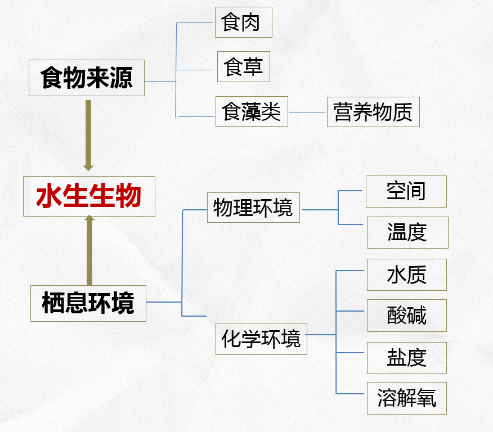 食肉
食物来源
食草
食藻类
营养物质
水生生物
物理环境
空间
温度
栖息环境
化学环境
水质
酸碱
盐度
溶解氧